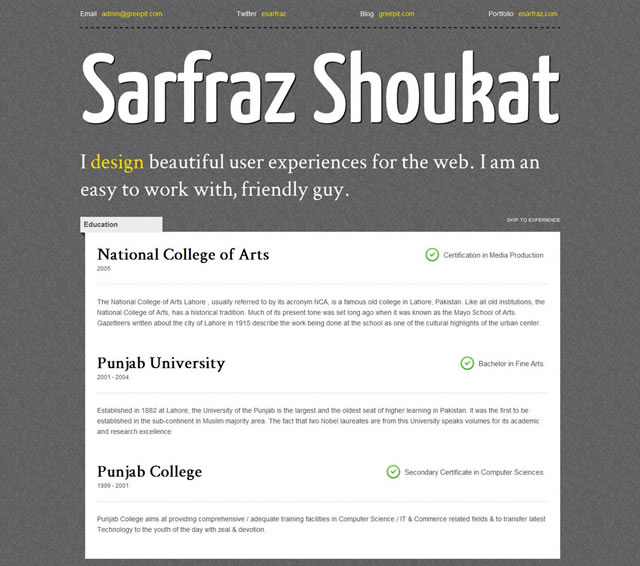 Email admin@greepit.com Twitter esarfraz Blog greepit.com Portfolio esarfraz.com
Sarfraz Shoukat
I design beautiful user experiences for the web. I am an
easy to work with, friendly guy.
Education SKIP TO EXPERIENCE
National College of Arts Certification in Media Production
2005
The National College of Arts Lahore , usually referred to by its acronym NCA, is a famous old college in Lahore, Pakistan. Like all old institutions, the
National College of Arts, has a historical tradition. Much of its present tone was set long ago when it was known as the Mayo School of Arts.
Gazetteers written about the city of Lahore in 1915 describe the work being done at the school as one of the cultural highlights of the urban center.
Punjab University Bachelor in Fine Arts
2001 - 2004
Established in 1882 at Lahore, the University of the Punjab is the largest and the oldest seat of higher learning in Pakistan. It was the first to be
established in the sub-continent in Muslim majority area. The fact that two Nobel laureates are from this University speaks volumes for its academic
and research excellence.
Punjab College Secondary Certificate in Computer Sciences
1999 - 2001
Punjab College aims at providing comprehensive / adequate training facilities in Computer Science / IT & Commerce related fields & to transfer latest
Technology to the youth of the day with zeal & devotion.